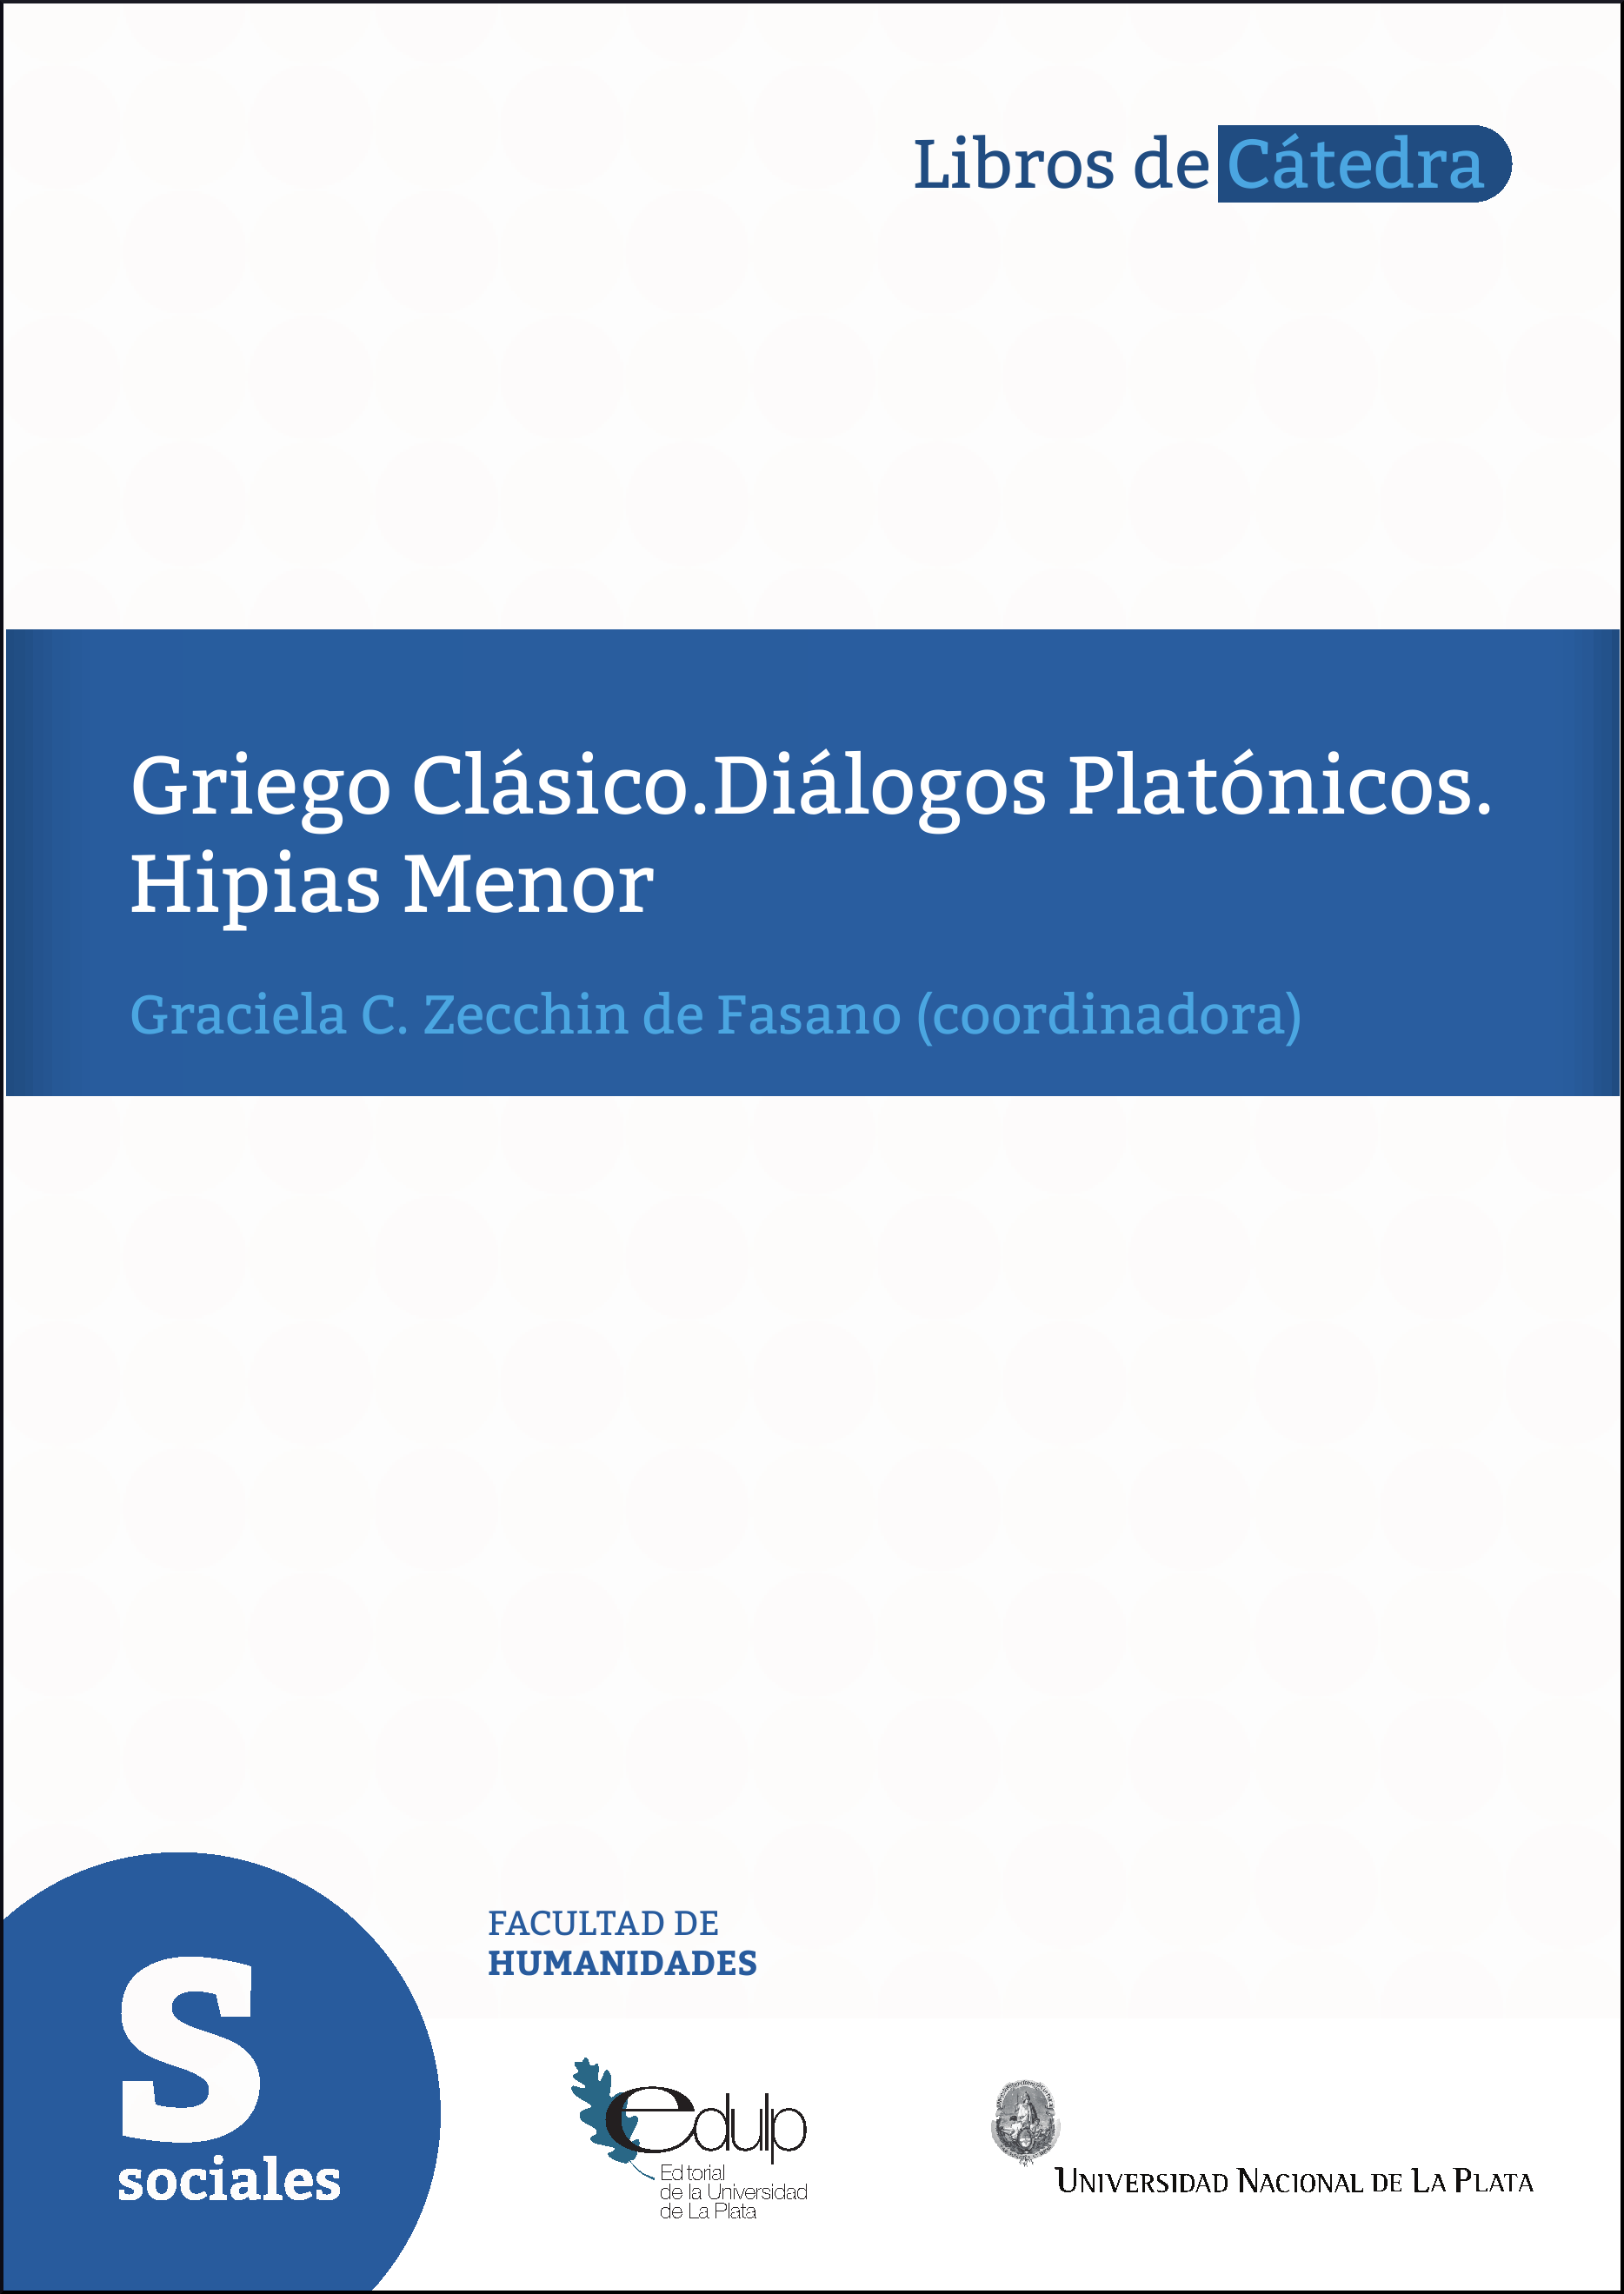 Libros de Cátedra
Griego Clásico.Diálogos Platónicos.
Hipias Menor
Graciela C. Zecchin de Fasano (coordinadora)
FACULTAD DE
HUMANIDADES
S
sociales
edulp
Editorial
de la Universidad
de La Plata
UNIVERSIDAD NACIONAL DE LA PLATA